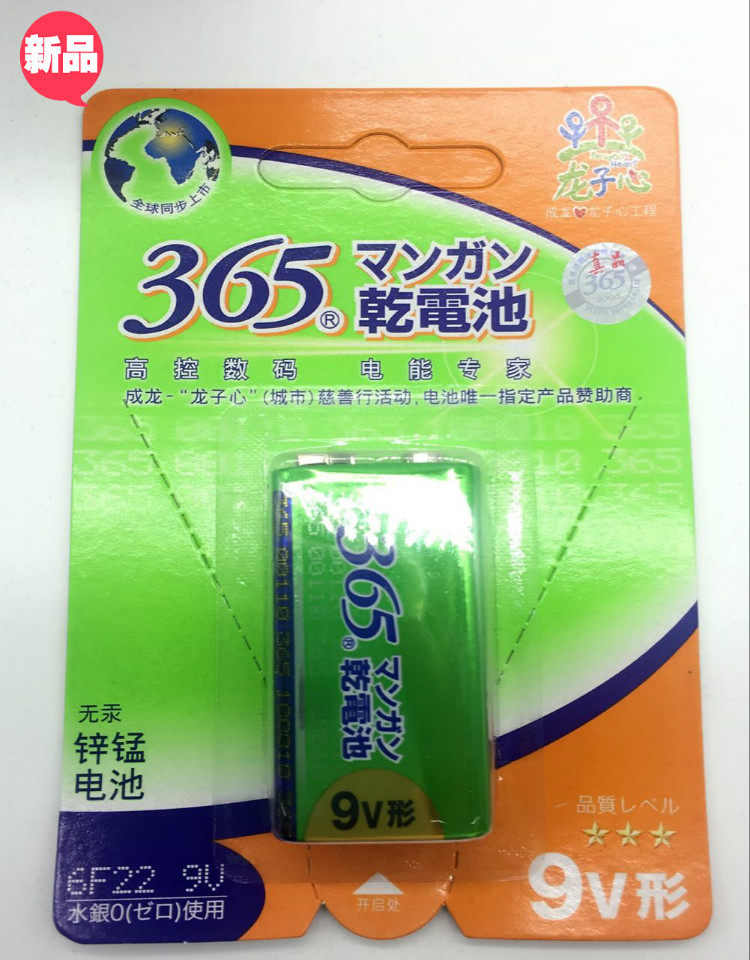 新品
全球同步上市
龙子心
成龙 龙子心工程
365® マンガン
乾電池
真品
365
高控数码 电能专家
成龙-“龙子心”(城市)慈善行活动,电池唯一指定产品赞助商
365® マンガン
乾電池
9V形
无汞
锌锰
电池
6F22 9V
水銀0(ゼロ)使用
开启处
品質レベル
9V形